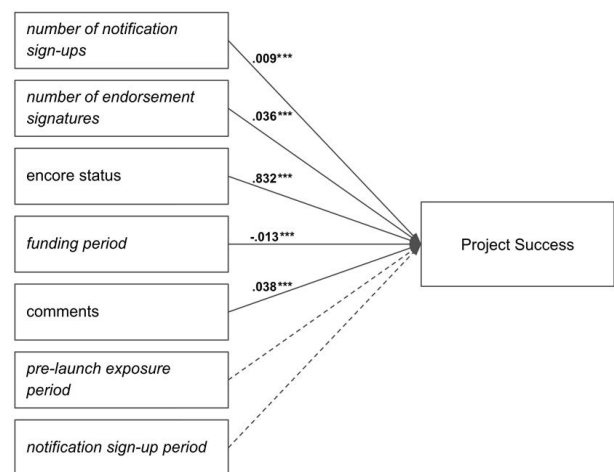 number of notification
sign-ups
.009***
number of endorsement
signatures
.036***
encore status
.832***
funding period
-.013***
Project Success
comments
.038***
pre-launch exposure
period
notification sign-up period